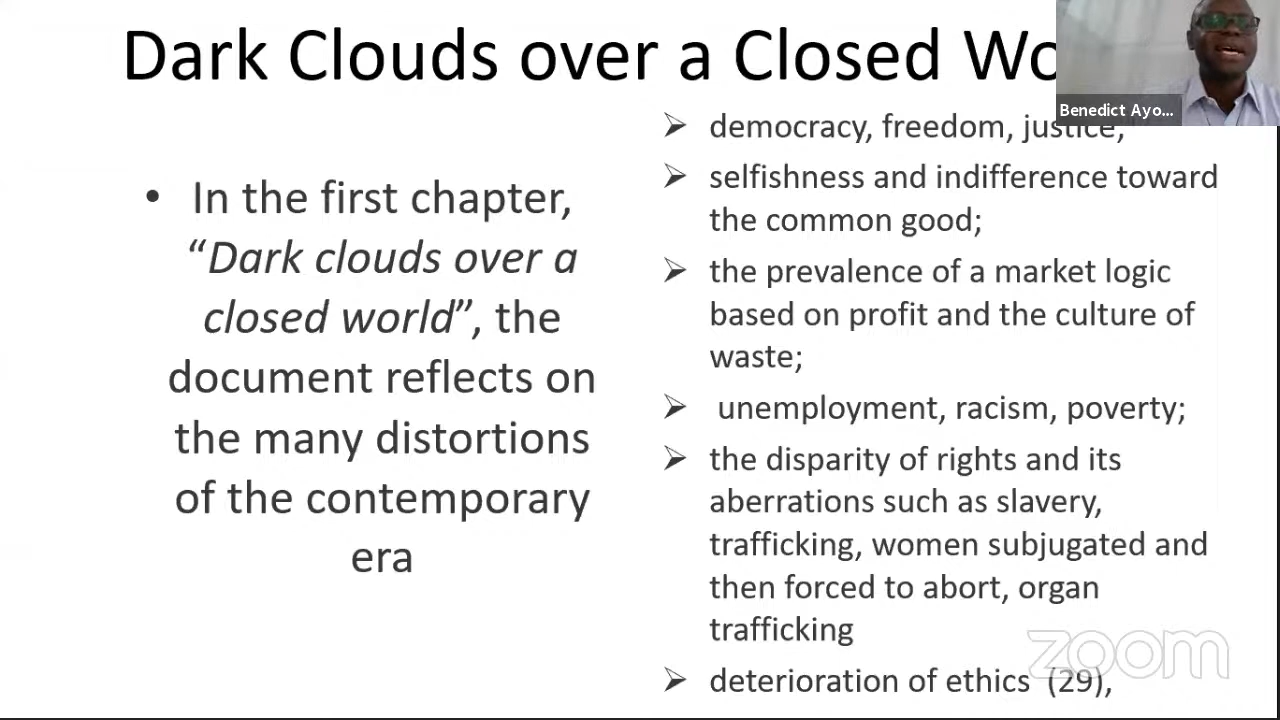 Dark Clouds over a Closed Wo
Benedict Ayo...
• In the first chapter,
“Dark clouds over a
closed world”, the
document reflects on
the many distortions
of the contemporary
era
➢ democracy, freedom, justice,
➢ selfishness and indifference toward
the common good;
➢ the prevalence of a market logic
based on profit and the culture of
waste;
➢ unemployment, racism, poverty;
➢ the disparity of rights and its
aberrations such as slavery,
trafficking, women subjugated and
then forced to abort, organ
trafficking
➢ deterioration of ethics (29),
zoom